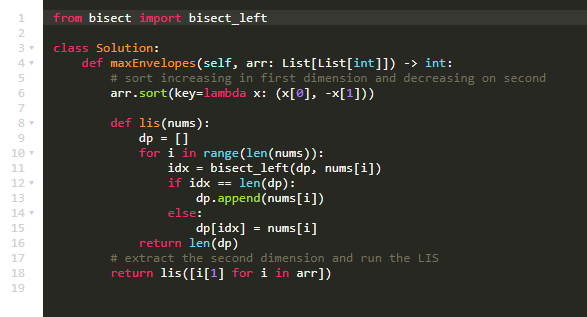 1 from bisect import bisect_left
2
3 class Solution:
4     def maxEnvelopes(self, arr: List[List[int]]) -> int:
5         # sort increasing in first dimension and decreasing on second
6         arr.sort(key=lambda x: (x[0], -x[1]))
7
8         def lis(nums):
9             dp = []
10             for i in range(len(nums)):
11                 idx = bisect_left(dp, nums[i])
12                 if idx == len(dp):
13                     dp.append(nums[i])
14                 else:
15                     dp[idx] = nums[i]
16             return len(dp)
17         # extract the second dimension and run the LIS
18         return lis([i[1] for i in arr])
19